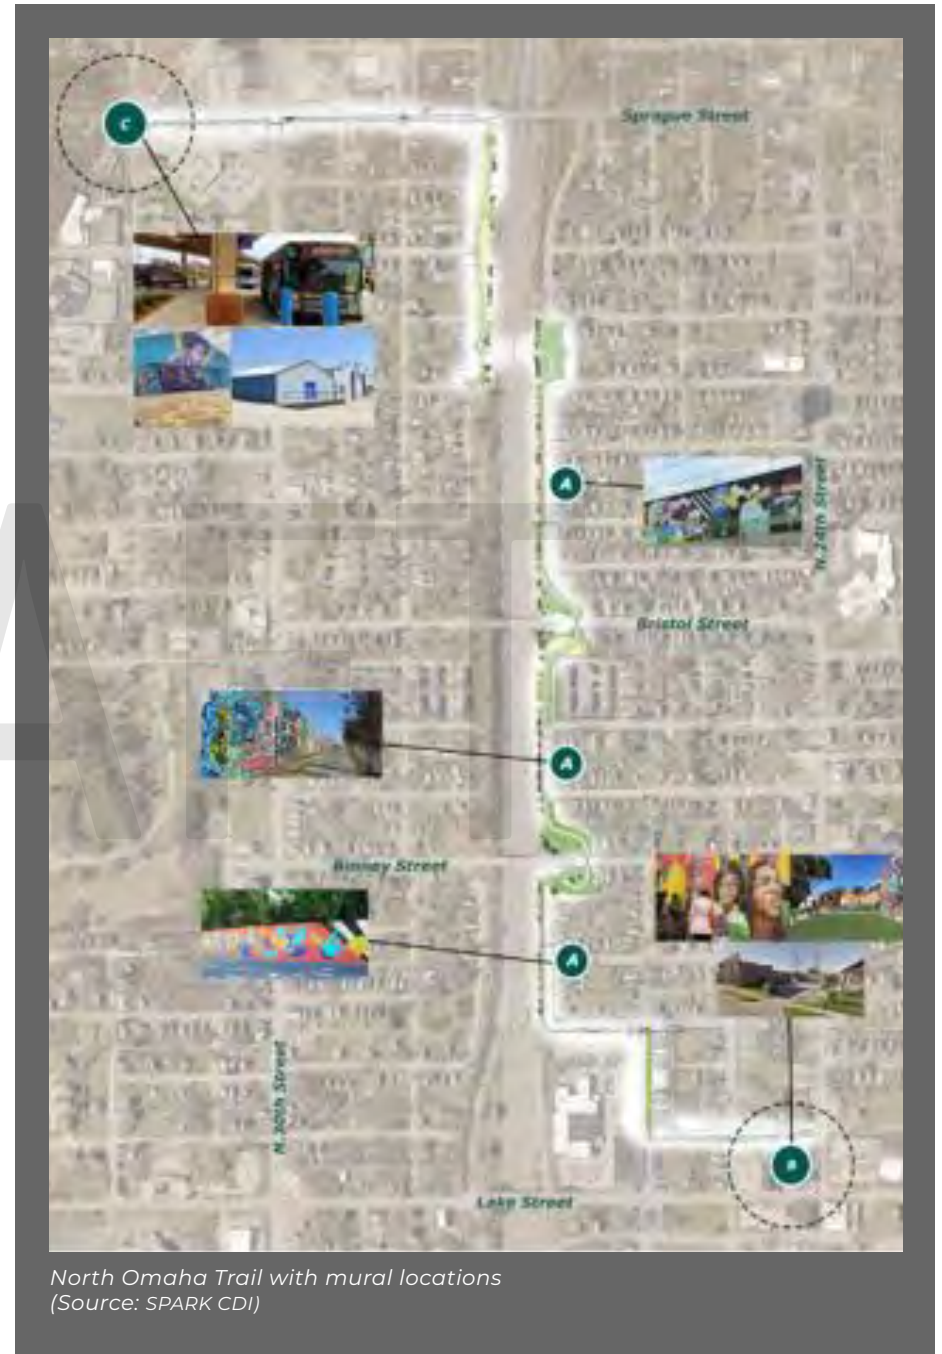 C
Sprague Street
A
N. 24th Street
Bristol Street
A
Binney Street
A
N. 30th Street
B
Lake Street
AFT
North Omaha Trail with mural locations
(Source: SPARK CDI)